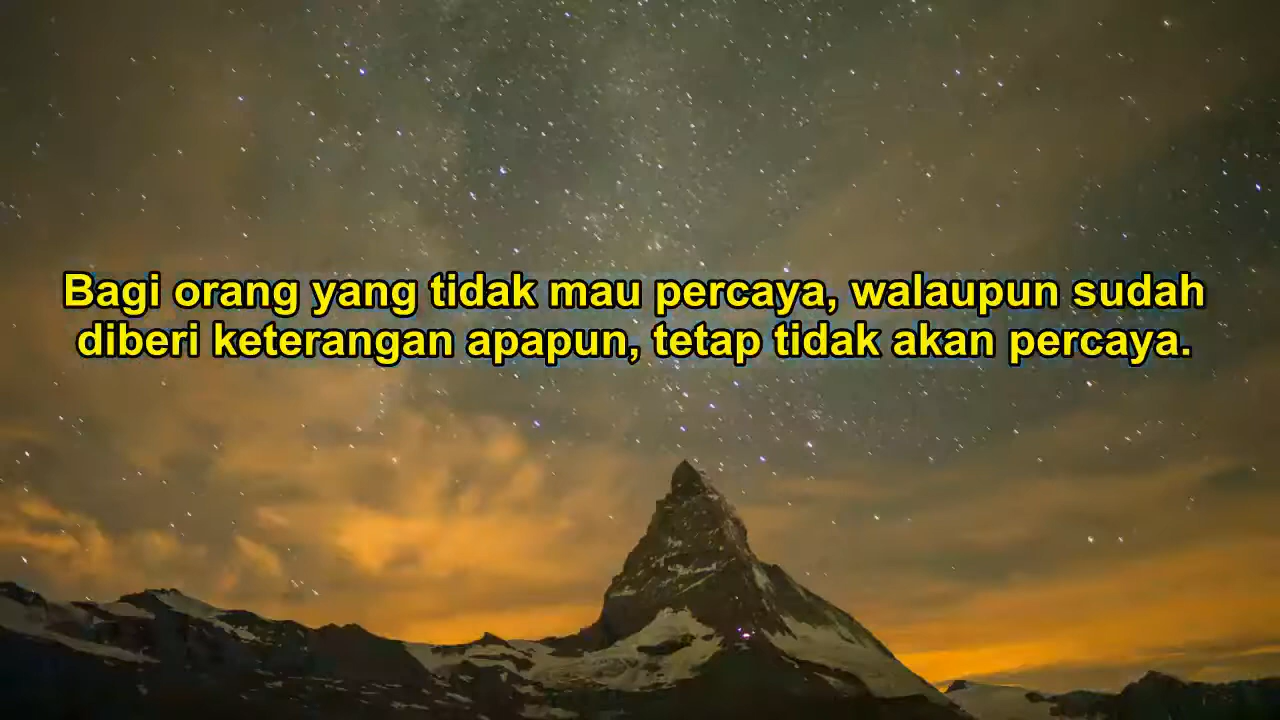 Bagi orang yang tidak mau percaya, walaupun sudah
diberi keterangan apapun, tetap tidak akan percaya.